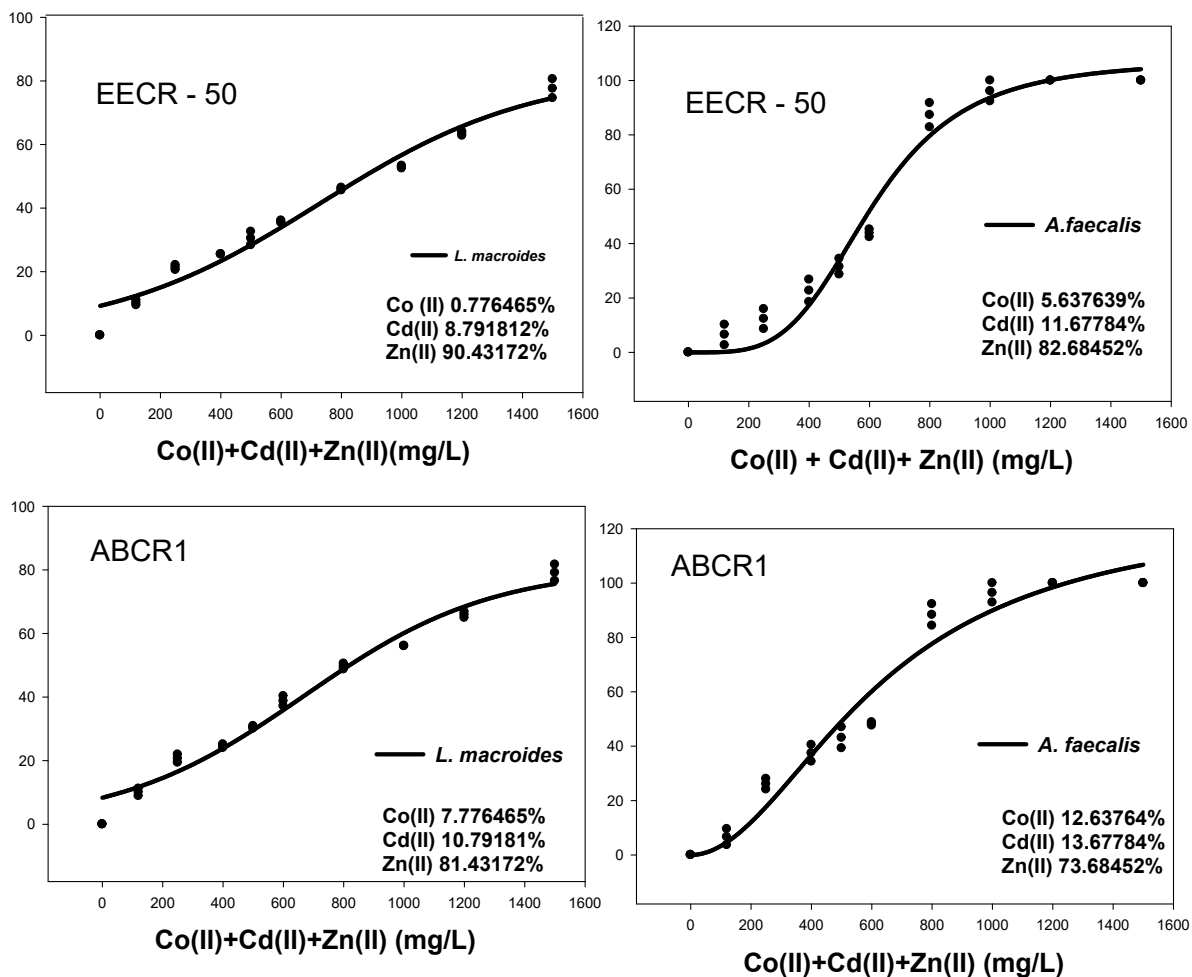 100
80
60
40
20
0
EECR - 50
L. macroides
Co (II) 0.776465%
Cd(II) 8.791812%
Zn(II) 90.43172%
0 200 400 600 800 1000 1200 1400 1600
Co(II)+Cd(II)+Zn(II)(mg/L)
120
100
80
60
40
20
0
EECR - 50
A.faecalis
Co(II) 5.637639%
Cd(II) 11.67784%
Zn(II) 82.68452%
0 200 400 600 800 1000 1200 1400 1600
Co(II) + Cd(II)+ Zn(II) (mg/L)
100
80
60
40
20
0
ABCR1
L. macroides
Co(II) 7.776465%
Cd(II) 10.79181%
Zn(II) 81.43172%
0 200 400 600 800 1000 1200 1400 1600
Co(II)+Cd(II)+Zn(II) (mg/L)
120
100
80
60
40
20
0
ABCR1
A. faecalis
Co(II) 12.63764%
Cd(II) 13.67784%
Zn(II) 73.68452%
0 200 400 600 800 1000 1200 1400 1600
Co(II)+Cd(II)+Zn(II) (mg/L)